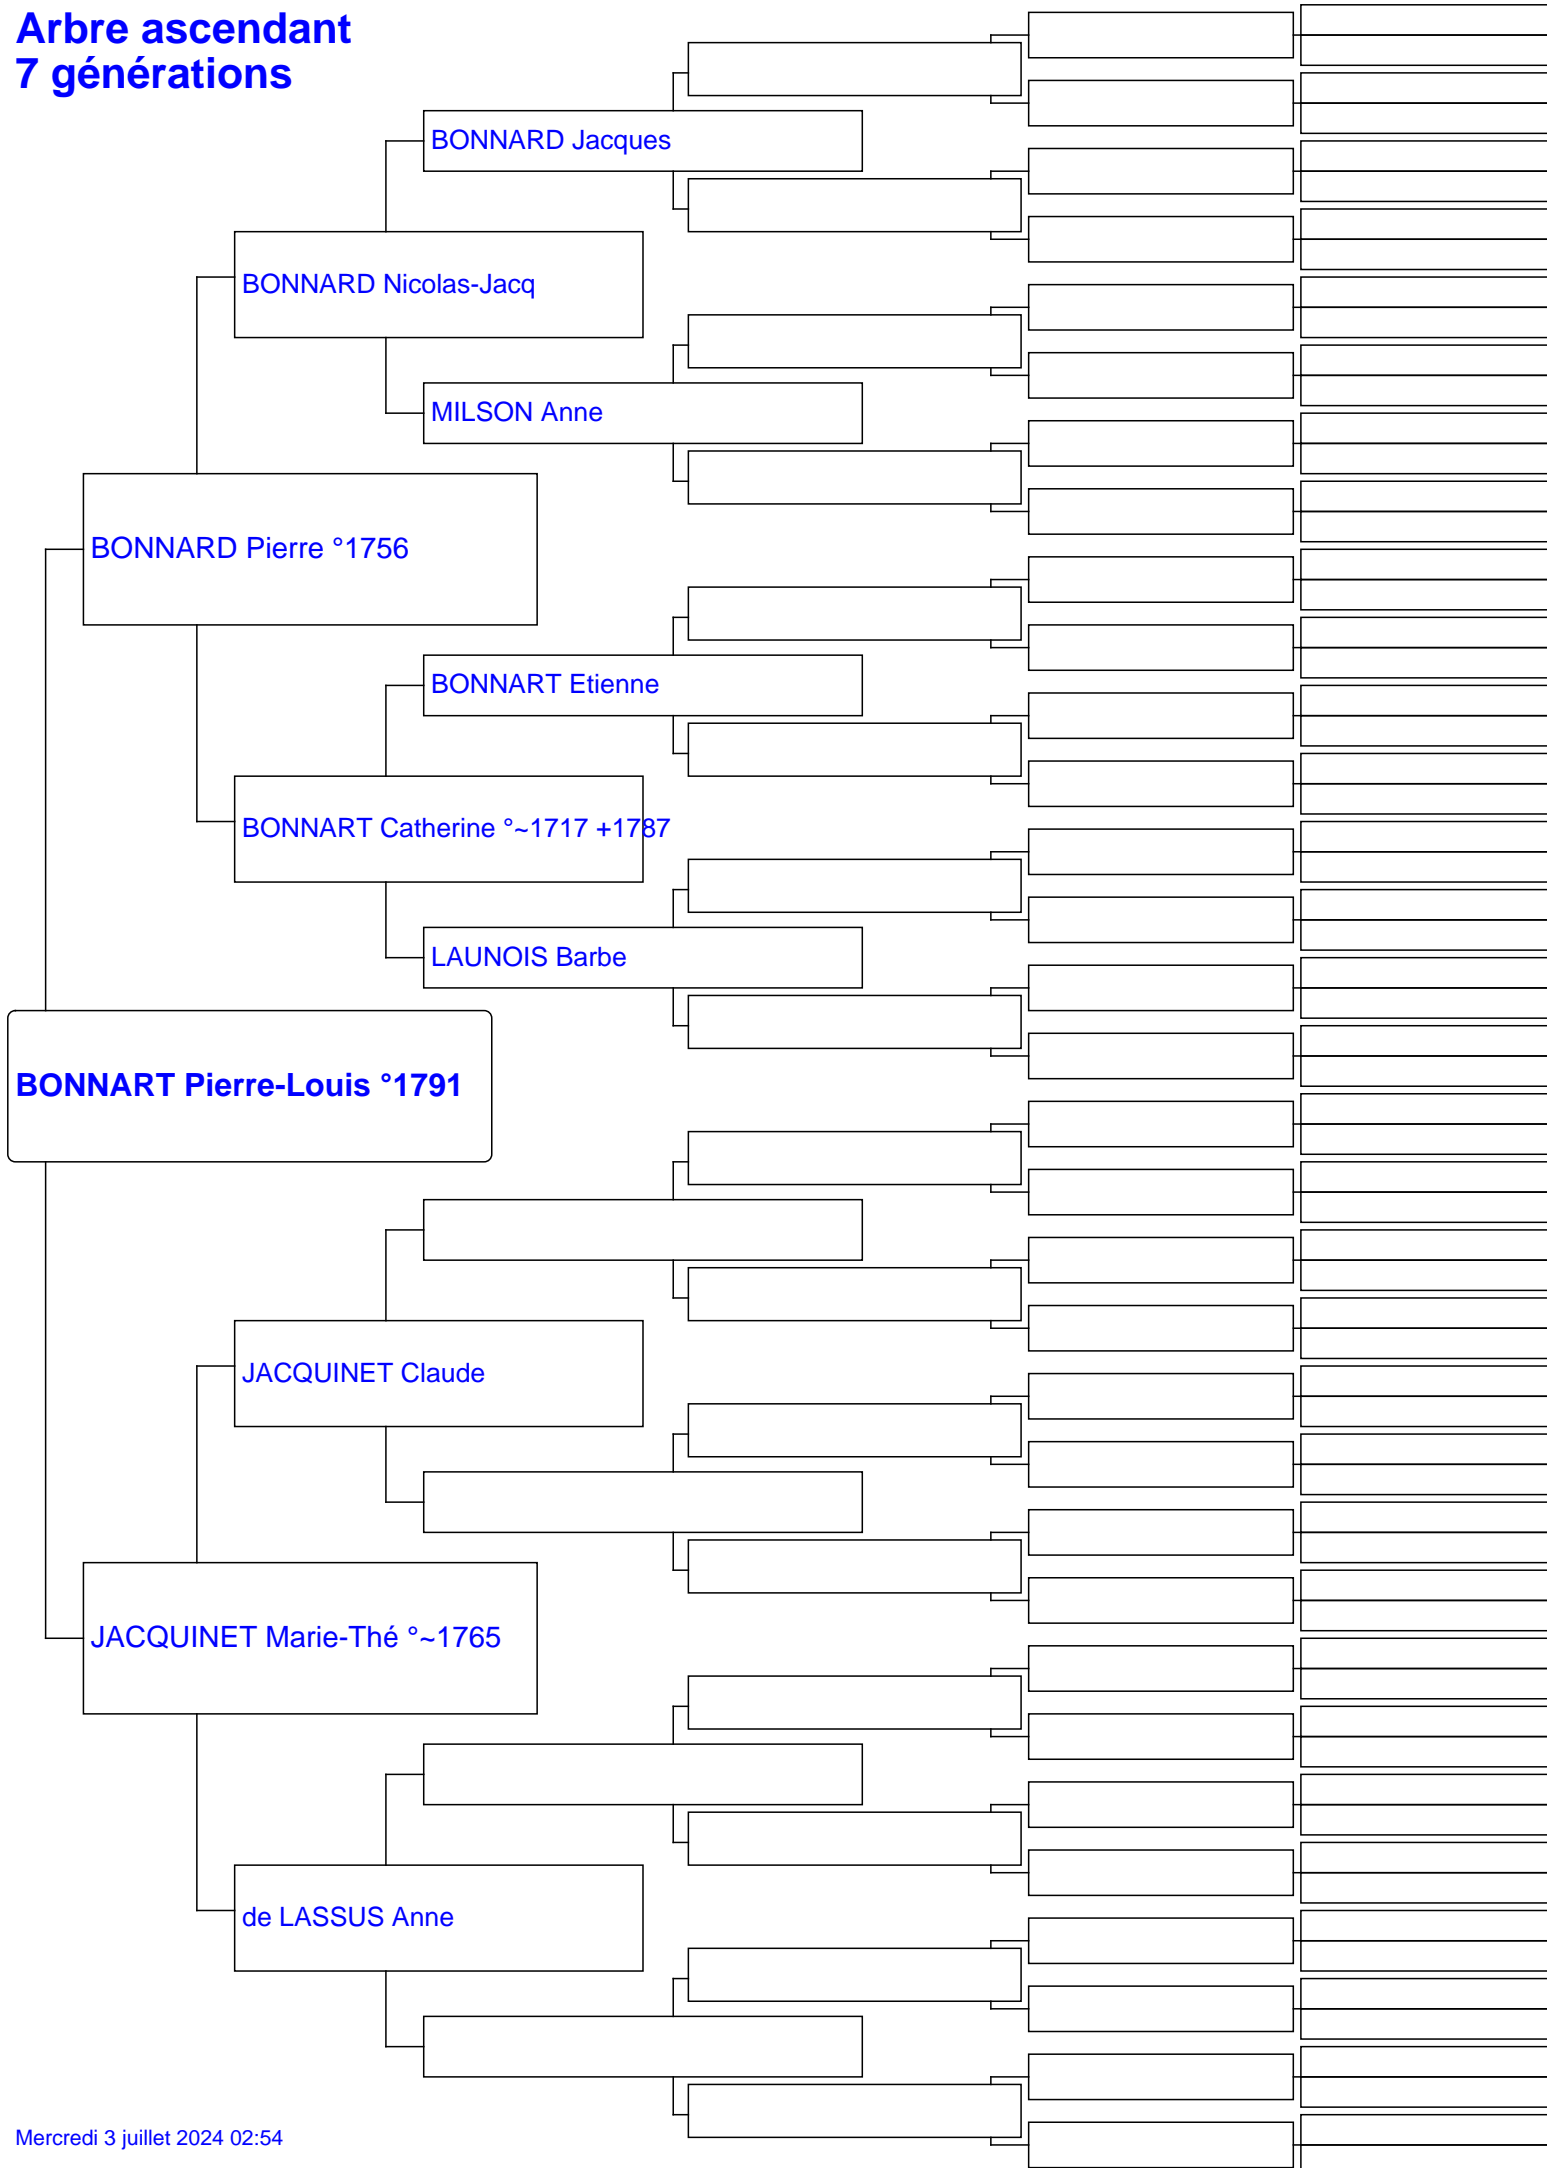 Arbre ascendant
7 générations
BONNARD Jacques
BONNARD Nicolas-Jacq
MILSON Anne
BONNARD Pierre °1756
BONNART Etienne
BONNART Catherine °~1717 +1787
LAUNOIS Barbe
BONNART Pierre-Louis °1791
JACQUINET Claude
JACQUINET Marie-Thé °~1765
de LASSUS Anne
Mercredi 3 juillet 2024 02:54